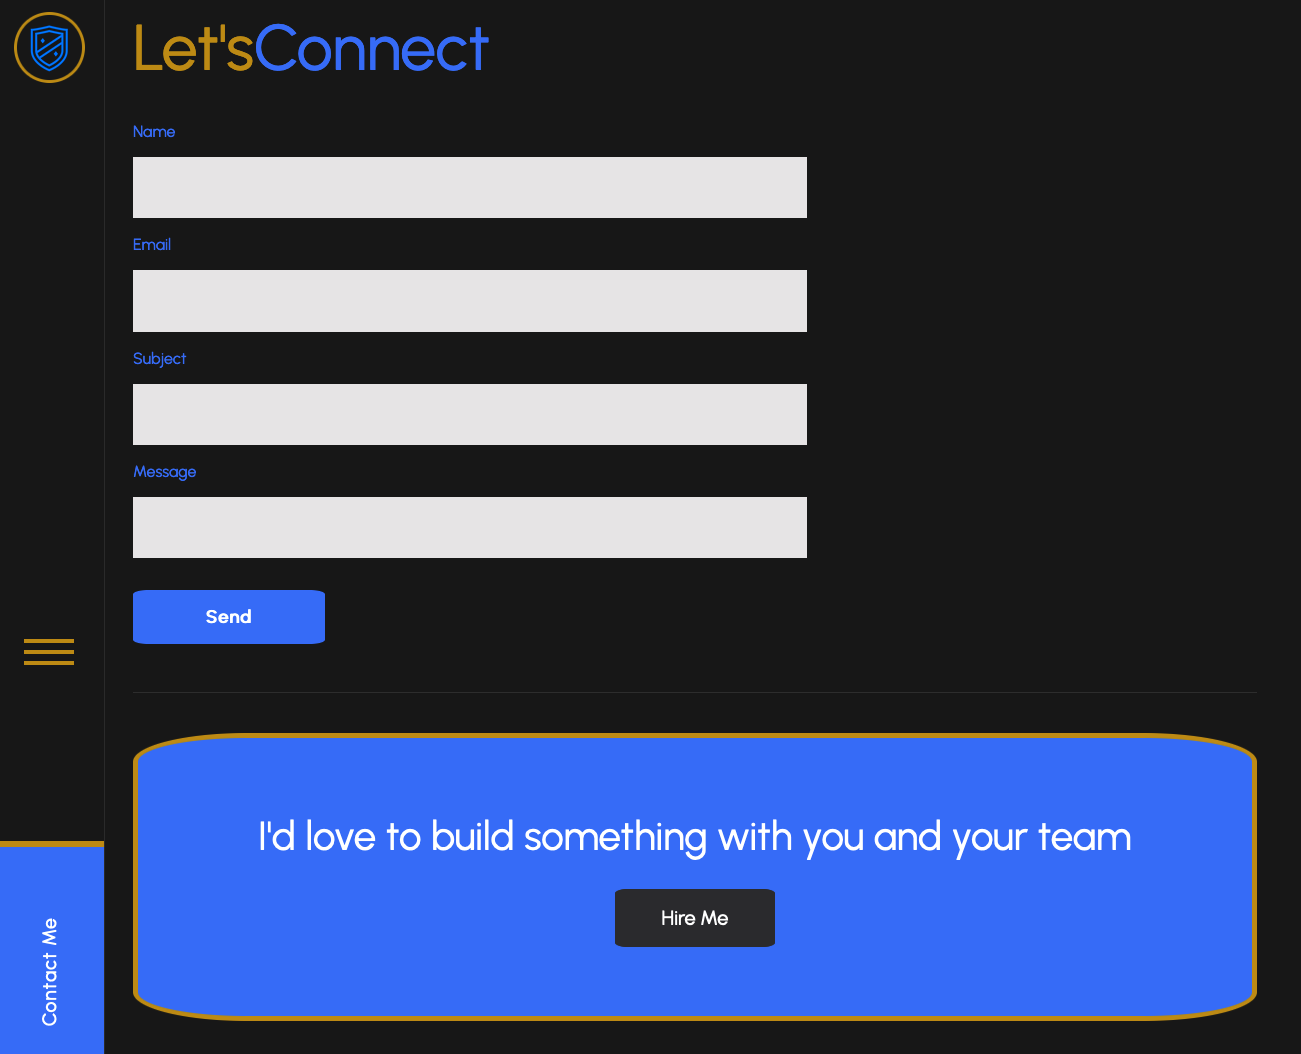 Let'sConnect
Name
Email
Subject
Message
Send
I'd love to build something with you and your team
Hire Me
Contact Me